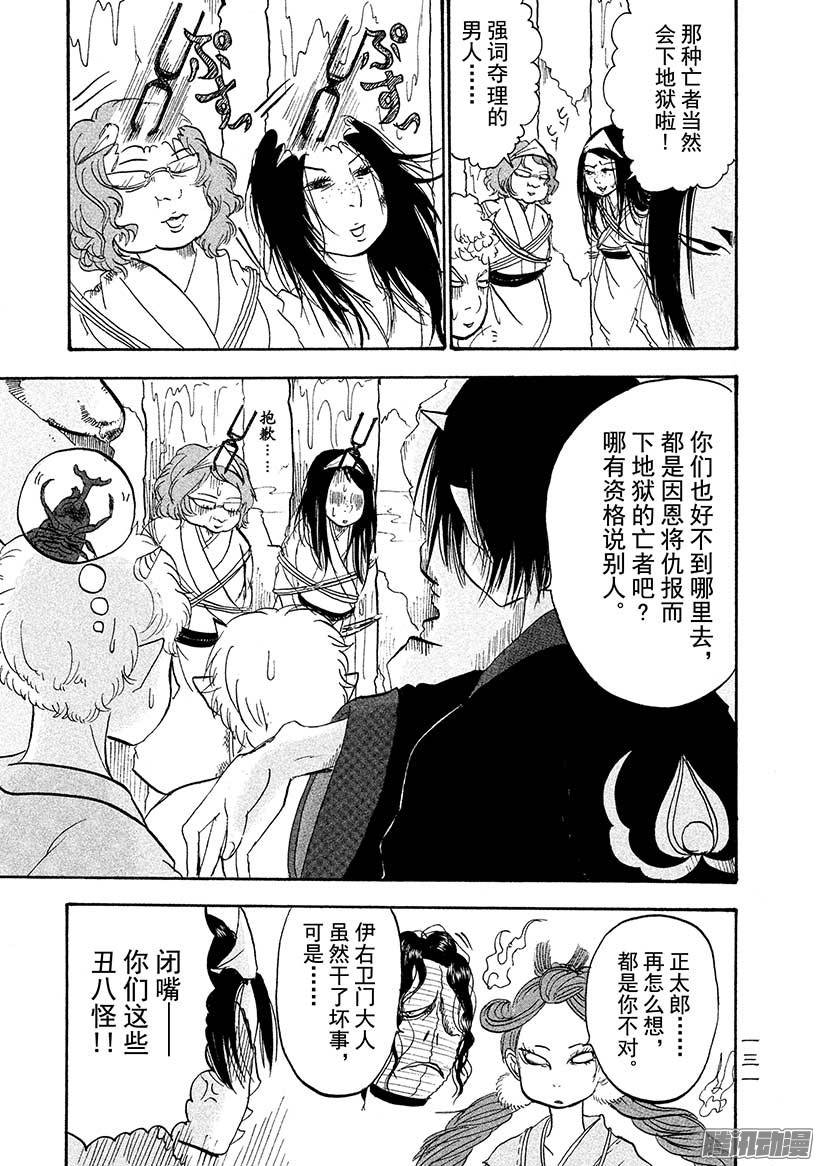 那种亡者当然
会下地狱啦！
强词夺理的
男人……
ぷすっ
ぷすっ
你们也好不到哪里去，
都是因恩将仇报而
下地狱的亡者吧？
哪有资格说别人。
抱歉……
正太郎……
再怎么想，
都是你不对。
伊右卫门大人
虽然干了坏事，
可是……
闭嘴—
你们这些
丑八怪!!
一三一
腾讯动漫